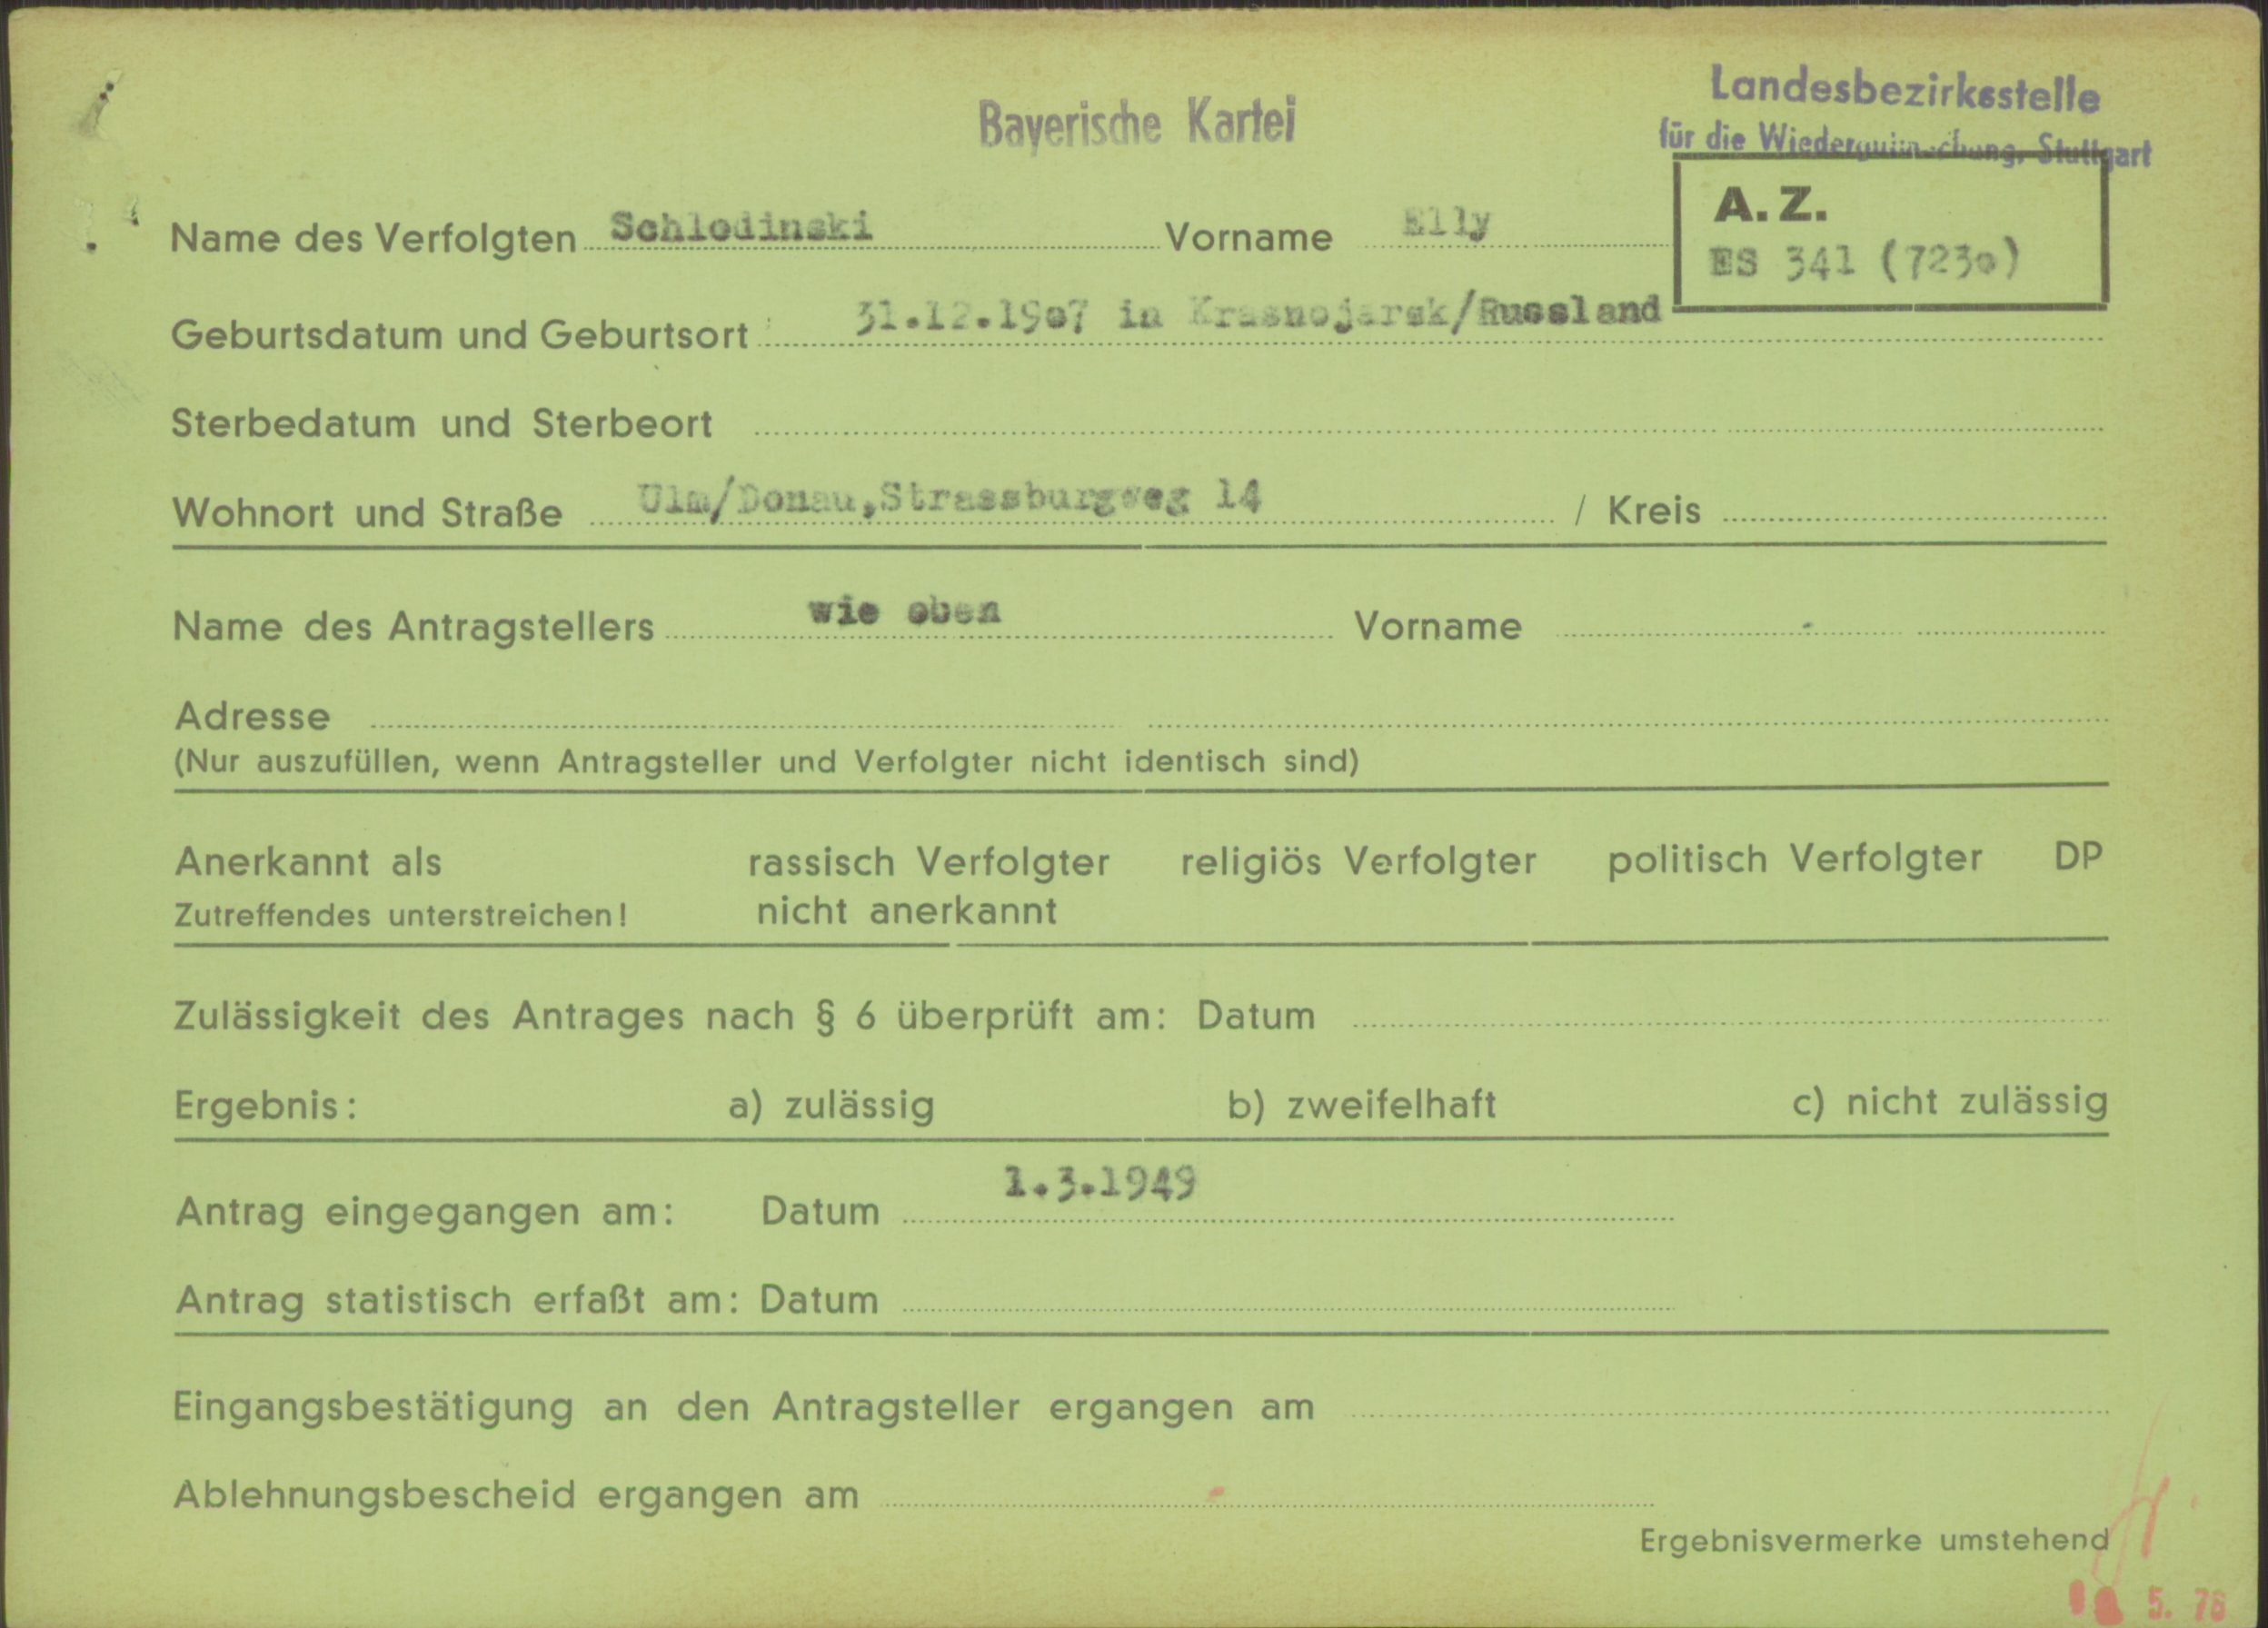 Bayerische Kartei
Landesbezirksstelle
für die Wiedergutmachung, Stuttgart
A. Z.
ES 341 (7230)
Name des Verfolgten Schlodinski Vorname Elly
Geburtsdatum und Geburtsort 31.12.1907 in Krasnojarsk/Russland
Sterbedatum und Sterbeort
Wohnort und Straße Ulm/Donau,Strassburgweg 14 / Kreis
Name des Antragstellers wie oben Vorname
Adresse
(Nur auszufüllen, wenn Antragsteller und Verfolgter nicht identisch sind)
Anerkannt als rassisch Verfolgter religiös Verfolgter politisch Verfolgter DP
Zutreffendes unterstreichen! nicht anerkannt
Zulässigkeit des Antrages nach § 6 überprüft am: Datum
Ergebnis: a) zulässig b) zweifelhaft c) nicht zulässig
Antrag eingegangen am: Datum 1.3.1949
Antrag statistisch erfaßt am: Datum
Eingangsbestätigung an den Antragsteller ergangen am
Ablehnungsbescheid ergangen am
Ergebnisvermerke umstehend
5. 76